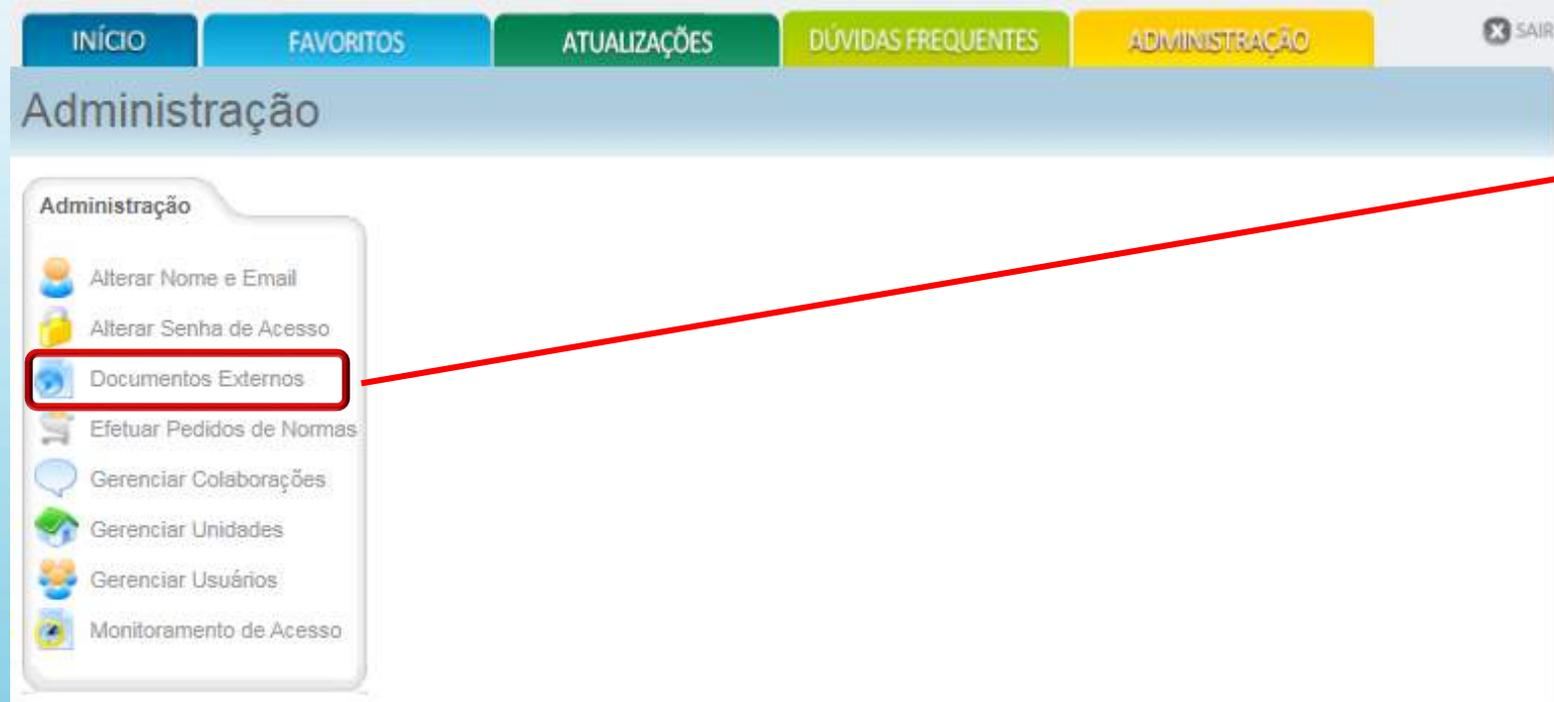 INÍCIO FAVORITOS ATUALIZAÇÕES DÚVIDAS FREQUENTES ADMINISTRAÇÃO SAIR
Administração
Administração
Alterar Nome e Email
Alterar Senha de Acesso
Documentos Externos
Efetuar Pedidos de Normas
Gerenciar Colaborações
Gerenciar Unidades
Gerenciar Usuários
Monitoramento de Acesso